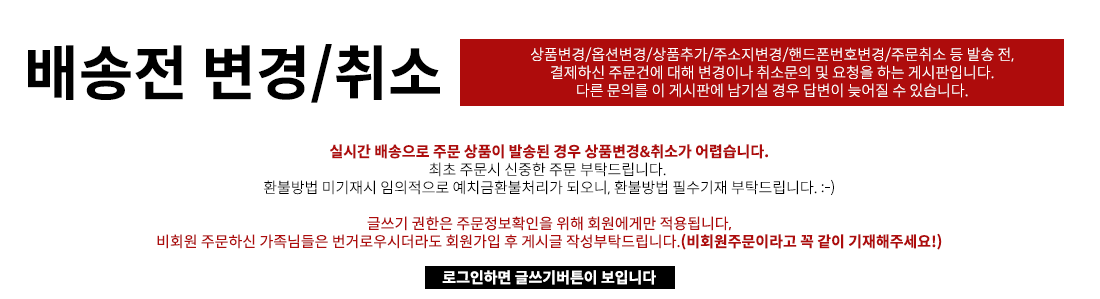 배송전 변경/취소
상품변경/옵션변경/상품추가/주소지변경/핸드폰번호변경/주문취소 등 발송 전,
결제하신 주문건에 대해 변경이나 취소문의 및 요청을 하는 게시판입니다.
다른 문의를 이 게시판에 남기실 경우 답변이 늦어질 수 있습니다.
실시간 배송으로 주문 상품이 발송된 경우 상품변경&취소가 어렵습니다.
최초 주문시 신중한 주문 부탁드립니다.
환불방법 미기재시 임의적으로 예치금환불처리가 되오니, 환불방법 필수기재 부탁드립니다. :-)
글쓰기 권한은 주문정보확인을 위해 회원에게만 적용됩니다,
비회원 주문하신 가족님들은 번거로우시더라도 회원가입 후 게시글 작성부탁드립니다.(비회원주문이라고 꼭 같이 기재해주세요!)
로그인하면 글쓰기버튼이 보입니다